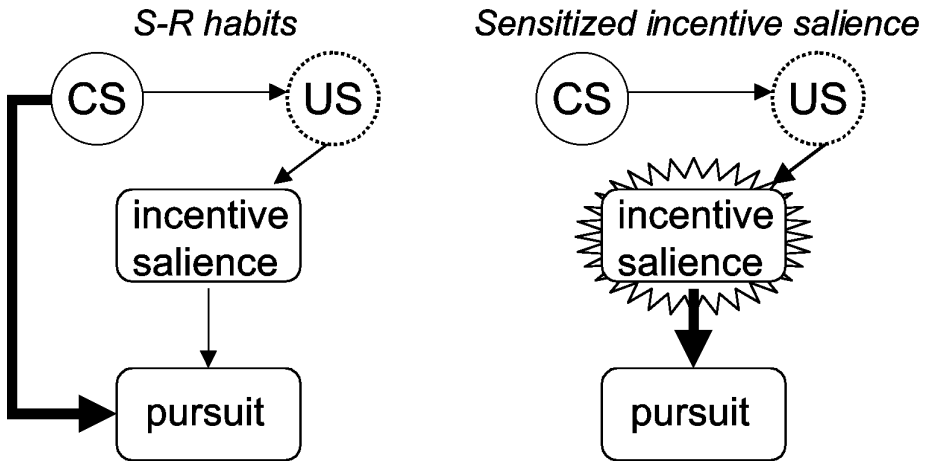 S-R habits
CS
US
incentive
salience
pursuit
Sensitized incentive salience
CS
US
incentive
salience
pursuit